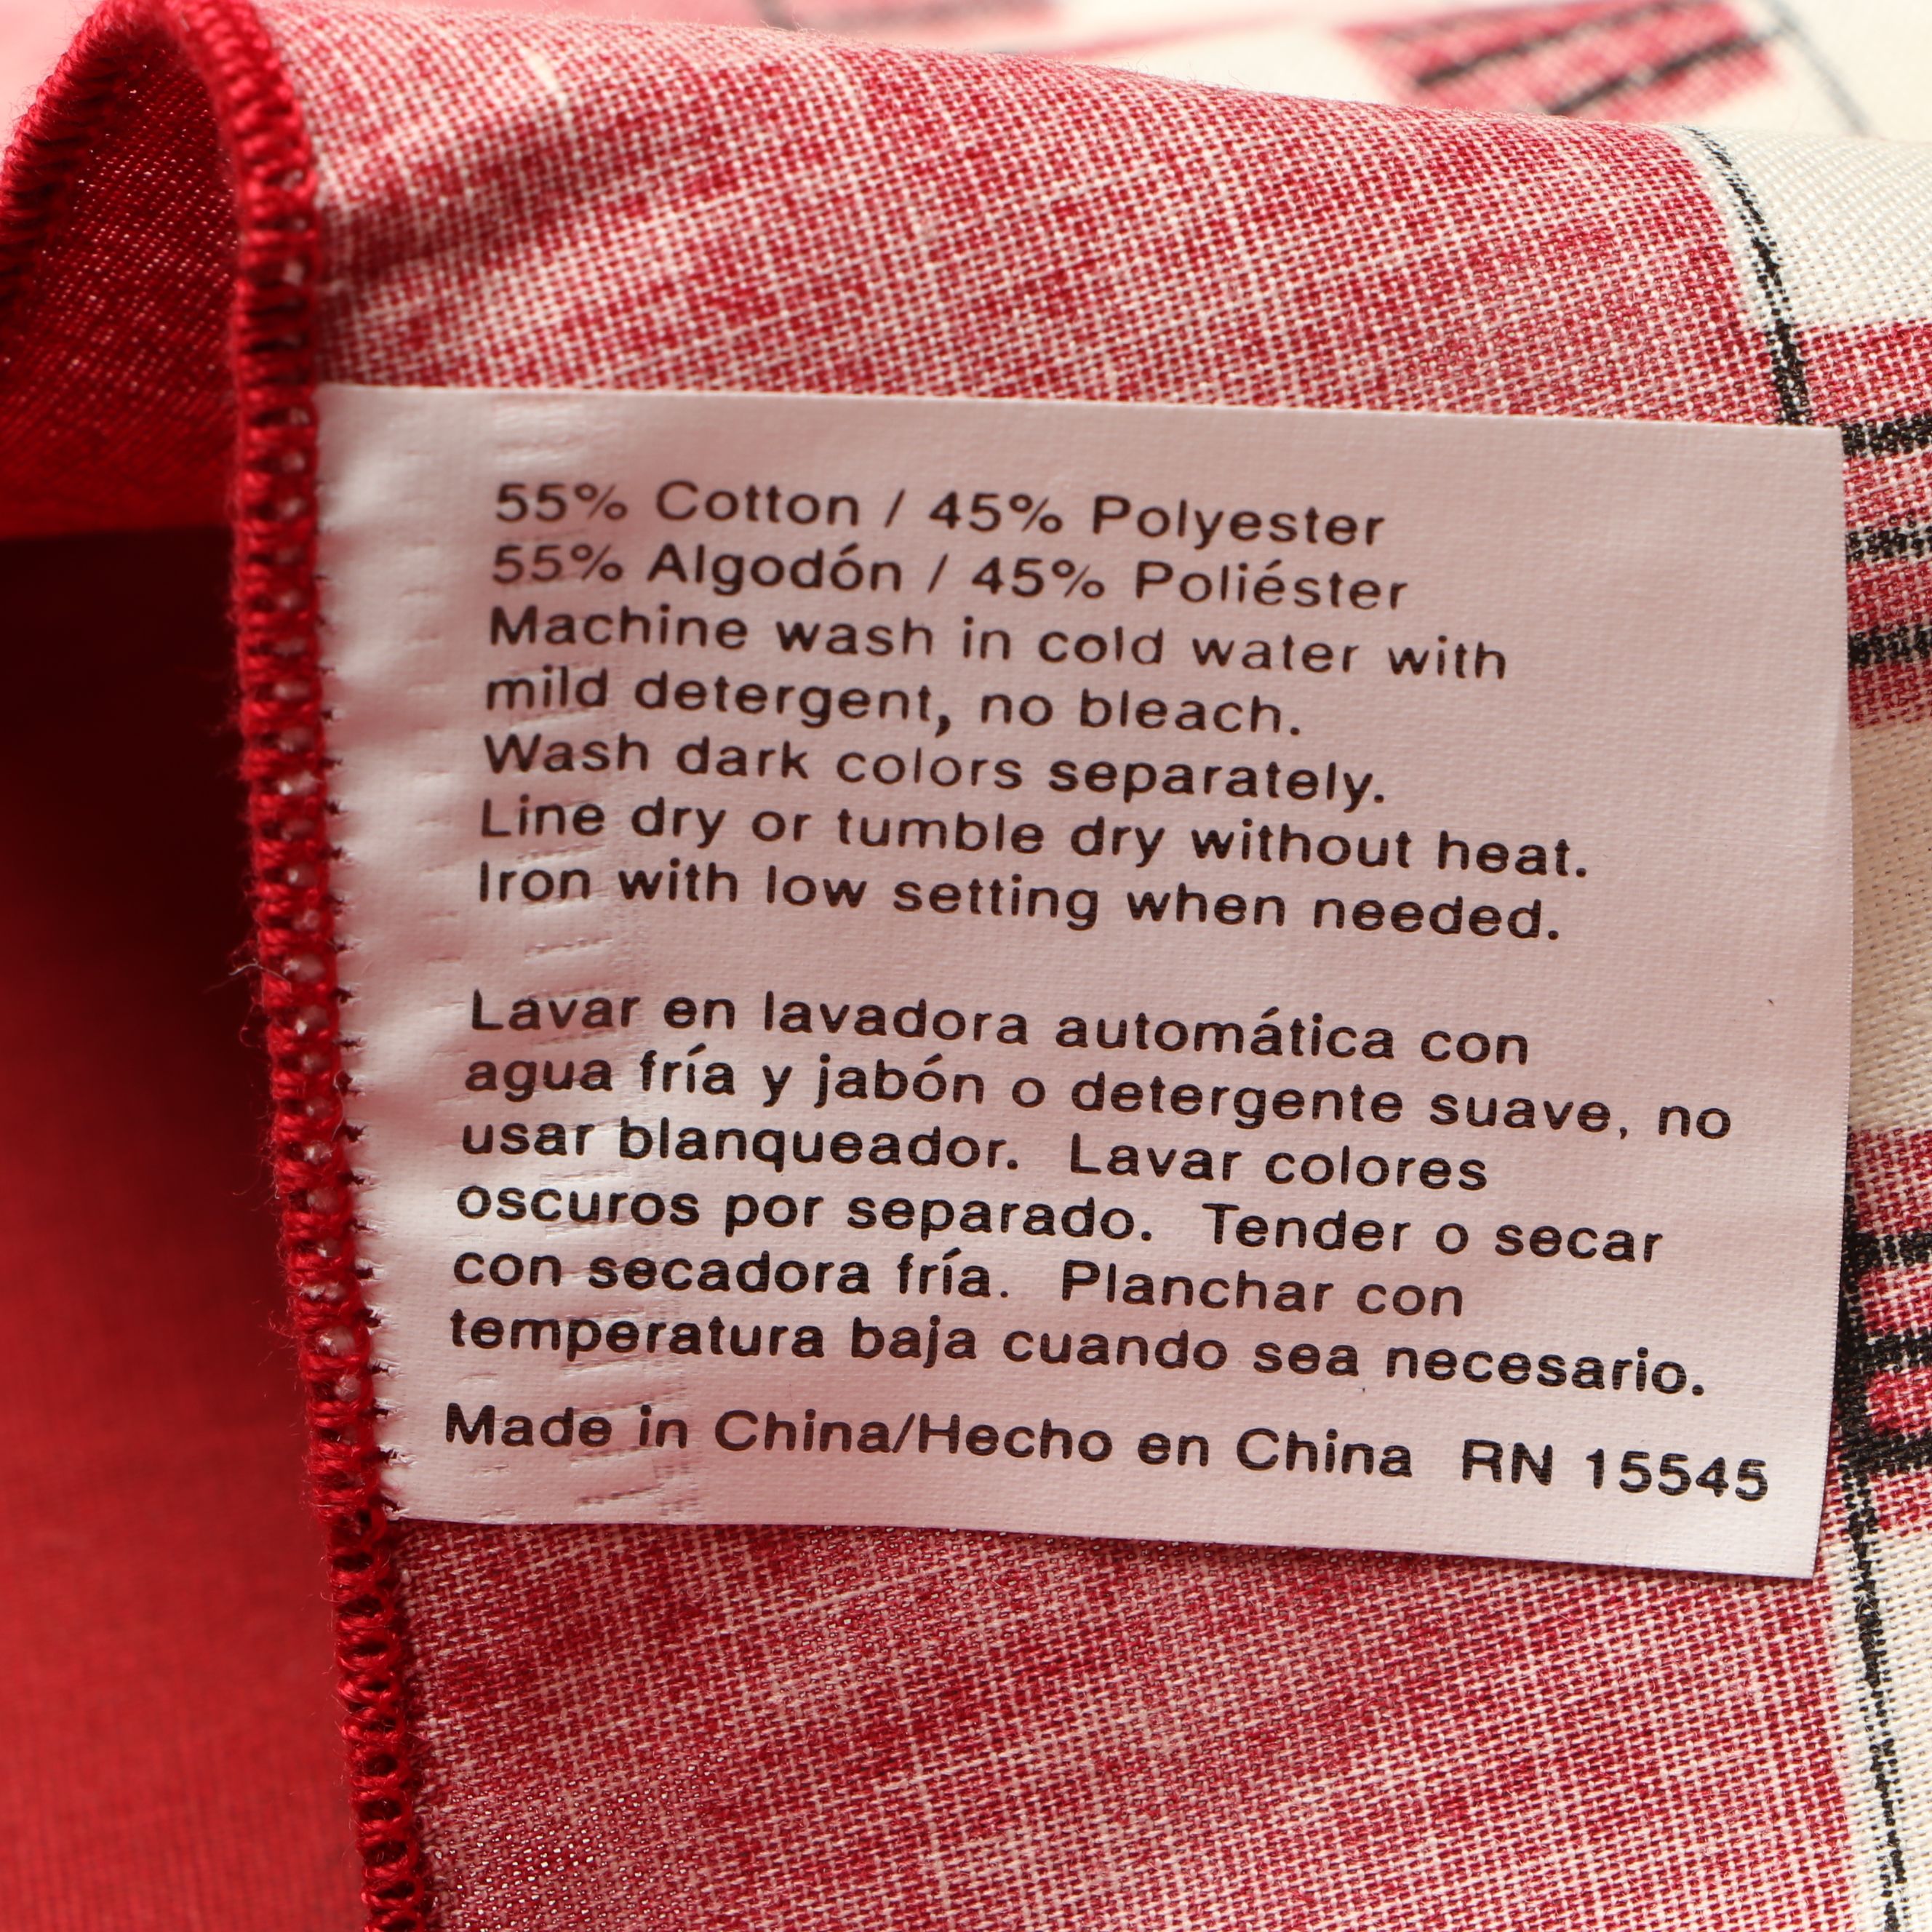 55% Cotton / 45% Polyester
55% Algodón / 45% Poliéster
Machine wash in cold water with
mild detergent, no bleach.
Wash dark colors separately.
Line dry or tumble dry without heat.
Iron with low setting when needed.
Lavar en lavadora automática con
agua fría y jabón o detergente suave, no
usar blanqueador. Lavar colores
oscuros por separado. Tender o secar
con secadora fría. Planchar con
temperatura baja cuando sea necesario.
Made in China/Hecho en China RN 15545